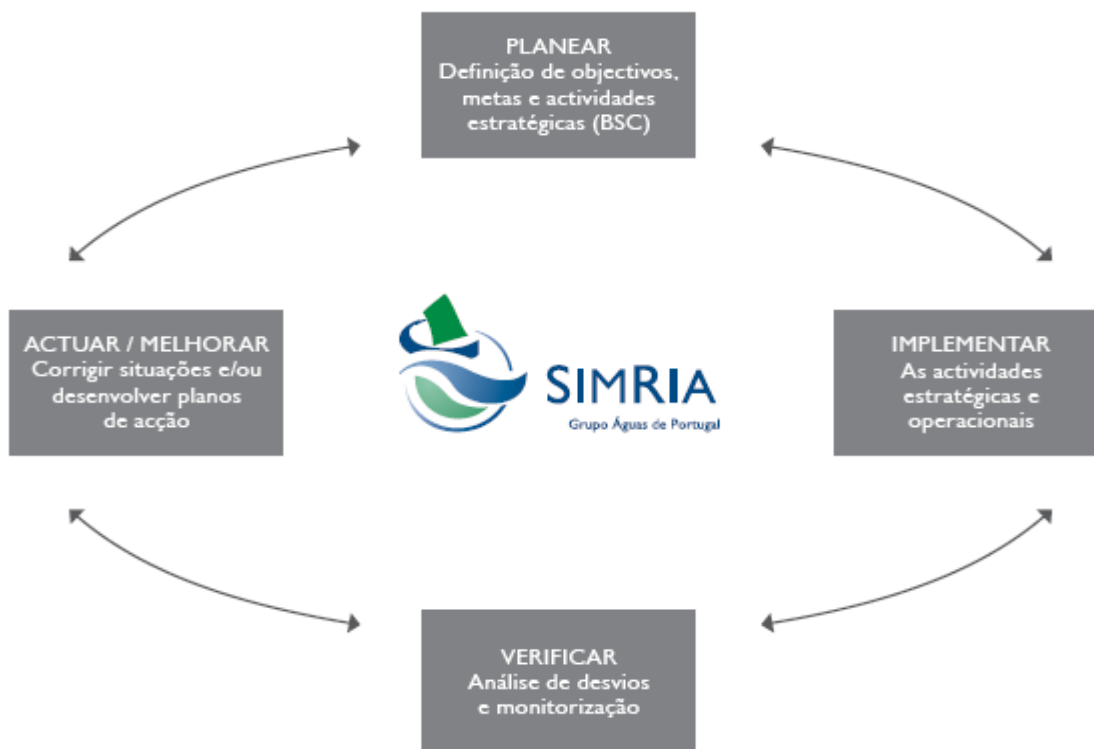 PLANEAR
Definição de objectivos,
metas e actividades
estratégicas (BSC)
ACTUAR / MELHORAR
Corrigir situações e/ou
desenvolver planos
de acção
SIMRIA
Grupo Águas de Portugal
IMPLEMENTAR
As actividades
estratégicas e
operacionais
VERIFICAR
Análise de desvios
e monitorização